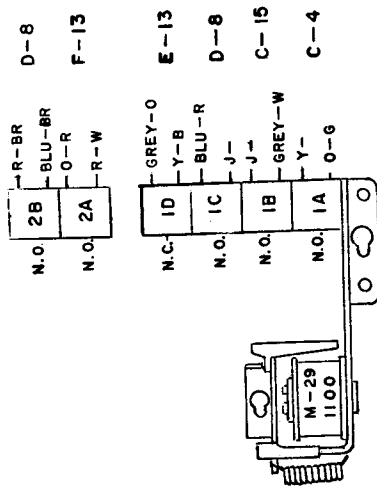 D-8
F-13
E-13
D-8
C-15
C-4
R-BR
BLU-BR
O-R
R-W
GREY-O
Y-B
BLU-R
J-
J-
GREY-W
Y-
O-G
2B
2A
1D
1C
1B
1A
N.O.
N.O.
N.C.
N.O.
N.O.
N.O.
M-29
1100